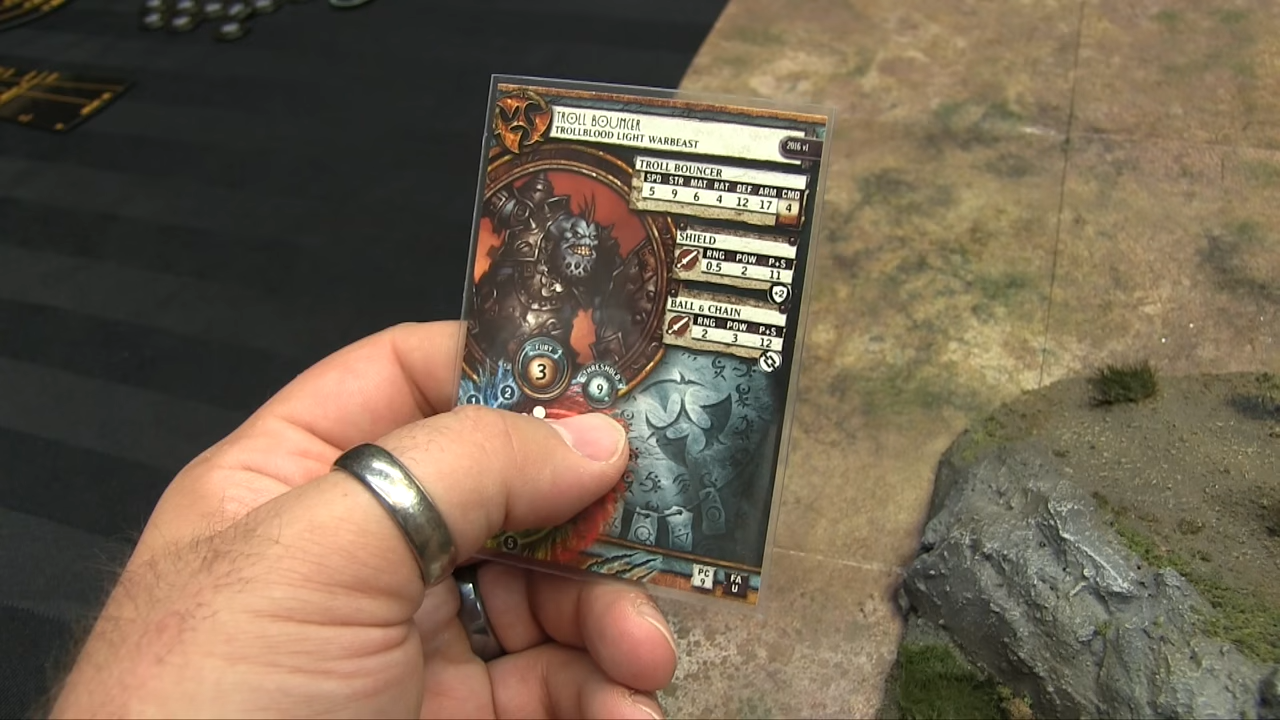 TROLL BOUNCER
TROLLBLOOD LIGHT WARBEAST
2016 v1
TROLL BOUNCER
SPD STR MAT RAT DEF ARM CMD
5 9 6 4 12 17 4
SHIELD
RNG POW P+S
0.5 2 11
+2
BALL & CHAIN
RNG POW P+S
2 3 12
FURY
3
THRESHOLD
9
1 2
5
PC
9
FA
U